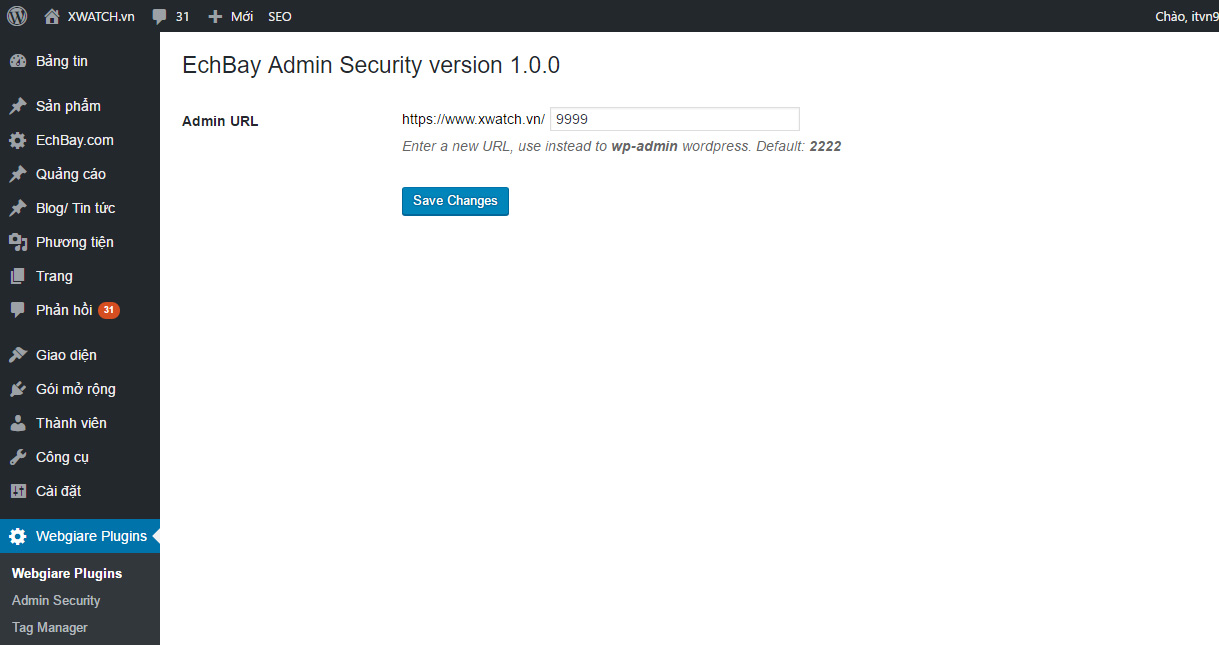 XWATCH.vn 31 Mới SEO Chào, itvn9
Bảng tin
Sản phẩm
EchBay.com
Quảng cáo
Blog/ Tin tức
Phương tiện
Trang
Phản hồi 31
Giao diện
Gói mở rộng
Thành viên
Công cụ
Cài đặt
Webgiare Plugins
Webgiare Plugins
Admin Security
Tag Manager
EchBay Admin Security version 1.0.0
Admin URL https://www.xwatch.vn/ 9999
Enter a new URL, use instead to wp-admin wordpress. Default: 2222
Save Changes